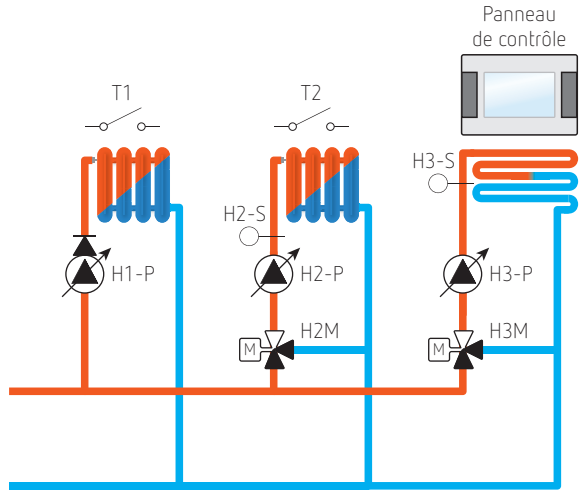 Panneau
de contrôle
T1
T2
H3-S
H2-S
H1-P
H2-P
H3-P
H2M
H3M
M
M